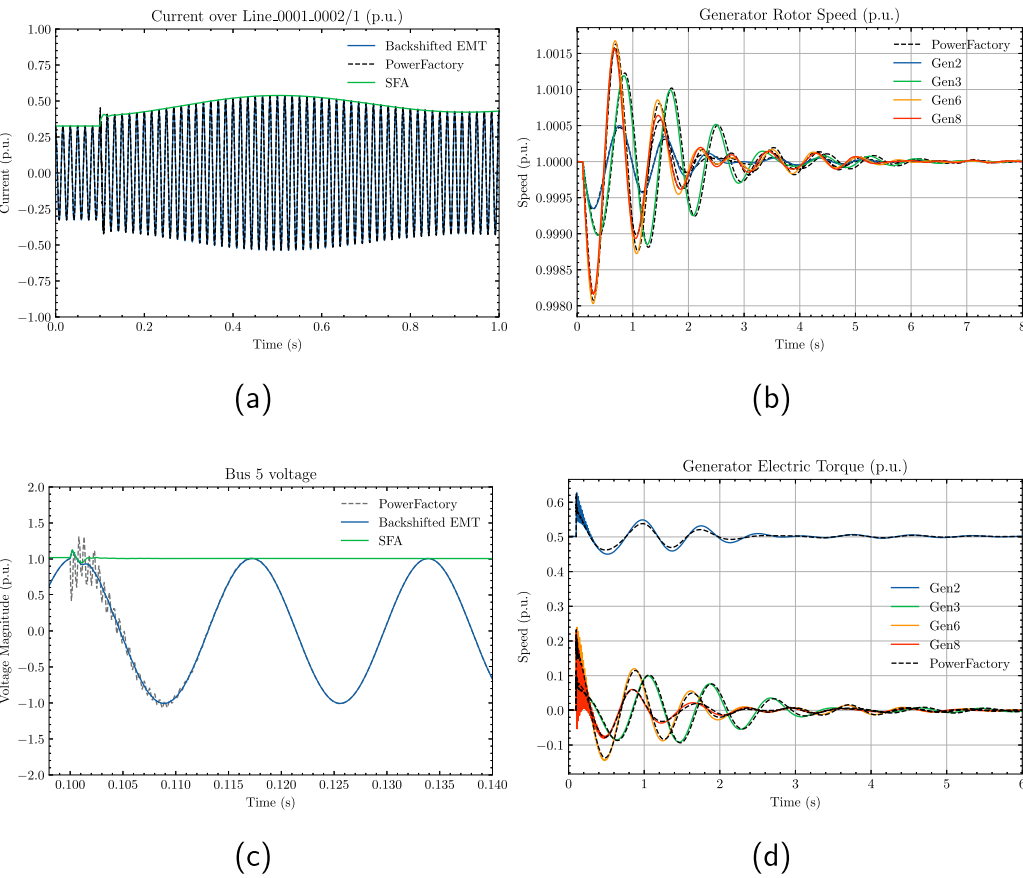 Current over Line_0001_0002/1 (p.u.)
1.00
0.75
0.50
0.25
0.00
−0.25
−0.50
−0.75
−1.00
Current (p.u.)
Backshifted EMT
PowerFactory
SFA
0.0 0.2 0.4 0.6 0.8 1.0
Time (s)
(a)
Generator Rotor Speed (p.u.)
1.0015
1.0010
1.0005
1.0000
0.9995
0.9990
0.9985
0.9980
Speed (p.u.)
PowerFactory
Gen2
Gen3
Gen6
Gen8
0 1 2 3 4 5 6 7 8
Time (s)
(b)
Bus 5 voltage
2.0
1.5
1.0
0.5
0.0
−0.5
−1.0
−1.5
−2.0
Voltage Magnitude (p.u.)
PowerFactory
Backshifted EMT
SFA
0.100 0.105 0.110 0.115 0.120 0.125 0.130 0.135 0.140
Time (s)
(c)
Generator Electric Torque (p.u.)
0.6
0.5
0.4
0.3
0.2
0.1
0.0
−0.1
Speed (p.u.)
Gen2
Gen3
Gen6
Gen8
PowerFactory
0 1 2 3 4 5 6
Time (s)
(d)